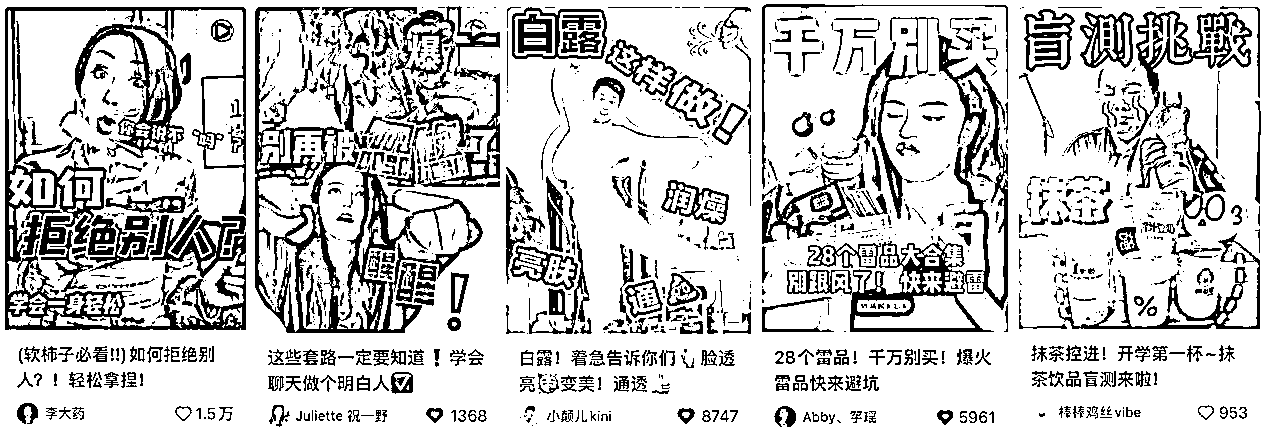 如何
拒绝别人?
学会一身轻松
(软柿子必看!!)如何拒绝别
人?!轻松拿捏!
李大药
1.5万
爆
别再被
了
醒醒
!
这些套路一定要知道!学会
聊天做个明白人
Juliette 祝一野
1368
白露
这样做!
润燥
亮肤
通
白露!着急告诉你们 脸透
亮 变美!通透
小颠儿kini
8747
千万别买
28个雷品大合集
别跟风了!快来避雷
28个雷品!千万别买!爆火
雷品快来避坑
Abby、李瑶
5961
盲测挑戰
抹茶
%
抹茶控进!开学第一杯~抹
茶饮品盲测来啦!
棒棒鸡丝vibe
953